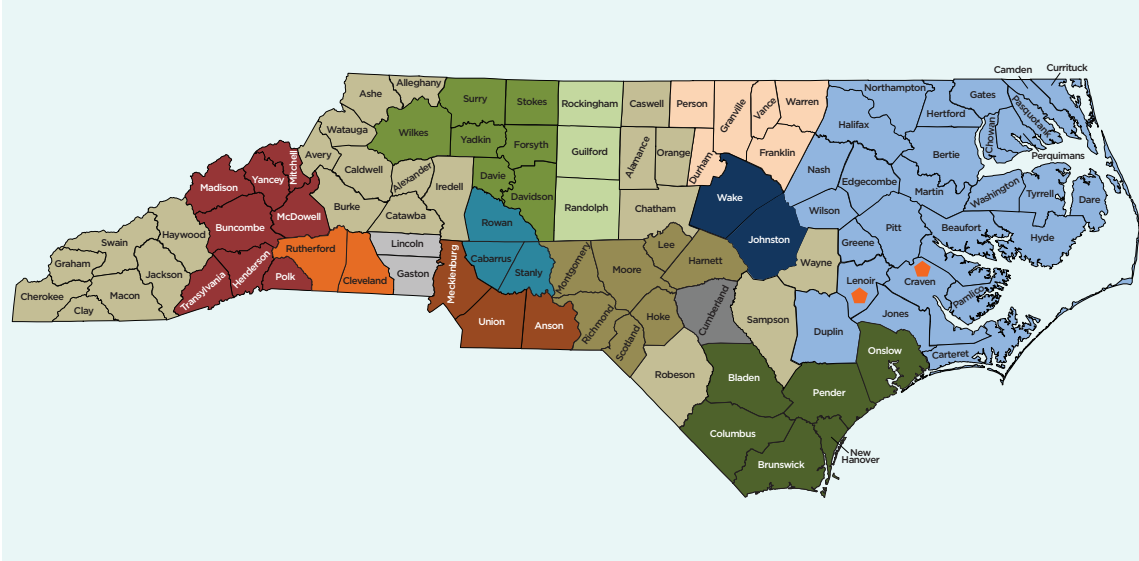 Camden
Currituck
Alleghany
Ashe
Surry
Stokes
Rockingham
Caswell
Person
Granville
Vance
Warren
Northampton
Gates
Hertford
Pasquotank
Chowan
Halifax
Watauga
Wilkes
Yadkin
Forsyth
Guilford
Alamance
Orange
Durham
Franklin
Bertie
Perquimans
Avery
Mitchell
Yancey
Madison
Caldwell
Alexander
Iredell
Davie
Davidson
Randolph
Chatham
Wake
Nash
Edgecombe
Martin
Washington
Tyrrell
Dare
McDowell
Burke
Catawba
Rowan
Wilson
Pitt
Beaufort
Hyde
Buncombe
Haywood
Swain
Rutherford
Lincoln
Cabarrus
Stanly
Montgomery
Moore
Lee
Harnett
Johnston
Greene
Wayne
Graham
Jackson
Cherokee
Macon
Clay
Transylvania
Henderson
Polk
Cleveland
Gaston
Mecklenburg
Lenoir
Craven
Pamlico
Union
Anson
Richmond
Scotland
Hoke
Cumberland
Sampson
Duplin
Jones
Carteret
Onslow
Robeson
Bladen
Pender
Columbus
Brunswick
New
Hanover